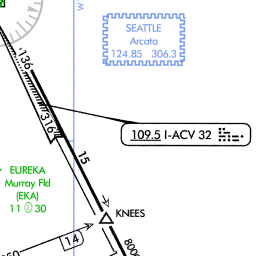 SEATTLE
Arcata
124.85 306.3
-136
316°
109.5 I-ACV 32
15
EUREKA
Murray Fld
(EKA)
11 30
KNEES
14
8000